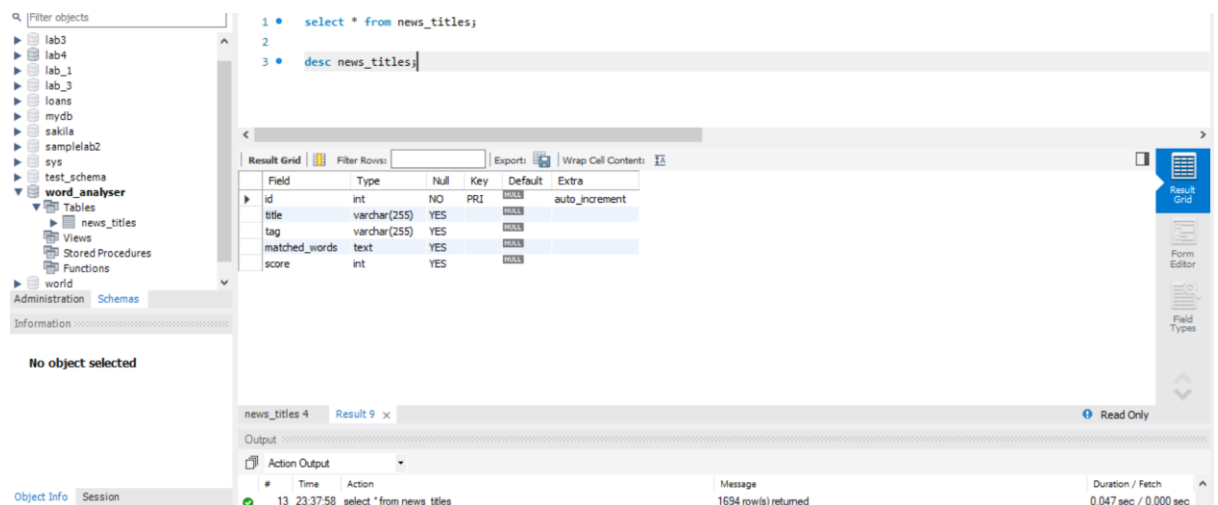 Filter objects
lab3
lab4
lab_1
lab_3
loans
mydb
sakila
samplelab2
sys
test_schema
word_analyser
Tables
news_titles
Views
Stored Procedures
Functions
world
Administration Schemas
Information
No object selected
Object Info Session
1 select * from news_titles;
2
3 desc news_titles;
Result Grid Filter Rows: Export: Wrap Cell Content:
Field Type Null Key Default Extra
id int NO PRI NULL auto_increment
title varchar(255) YES NULL
tag varchar(255) YES NULL
matched_words text YES NULL
score int YES NULL
Result
Grid
Form
Editor
Field
Types
news_titles 4 Result 9 Read Only
Output
Action Output
# Time Action Message Duration / Fetch
13 23:37:58 select * from news_titles 1694 row(s) returned 0.047 sec / 0.000 sec